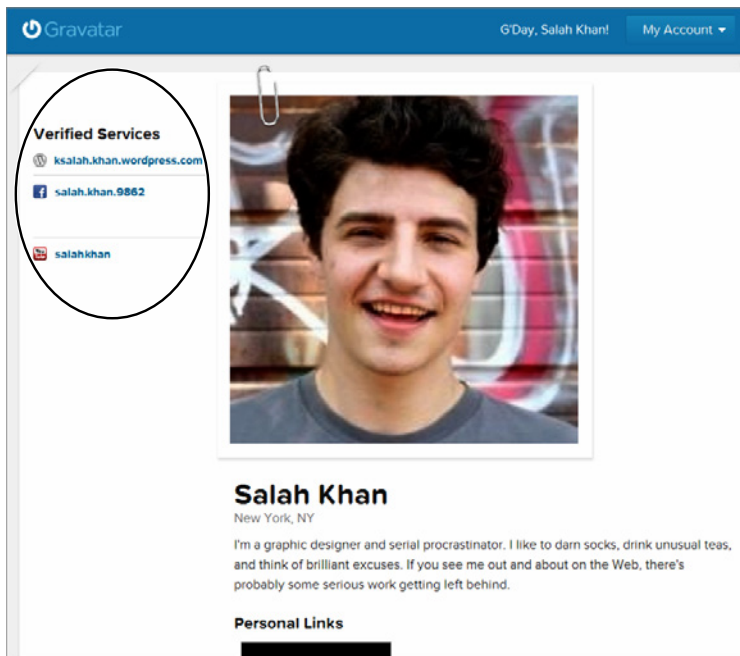 Gravatar
G'Day, Salah Khan!
My Account
Verified Services
ksalah.khan.wordpress.com
salah.khan.9862
salahkhan
Salah Khan
New York, NY
I'm a graphic designer and serial procrastinator. I like to darn socks, drink unusual teas,
and think of brilliant excuses. If you see me out and about on the Web, there's
probably some serious work getting left behind.
Personal Links